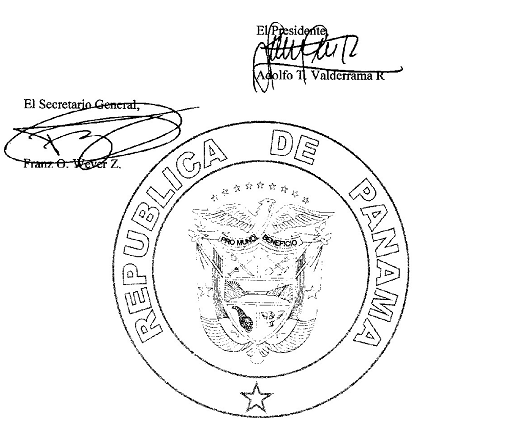 El Presidente,
Adolfo T. Valderrama R
El Secretario General,
Franz O. Wever Z.
REPUBLICA DE PANAMA
PRO MUNDI BENEFICIO